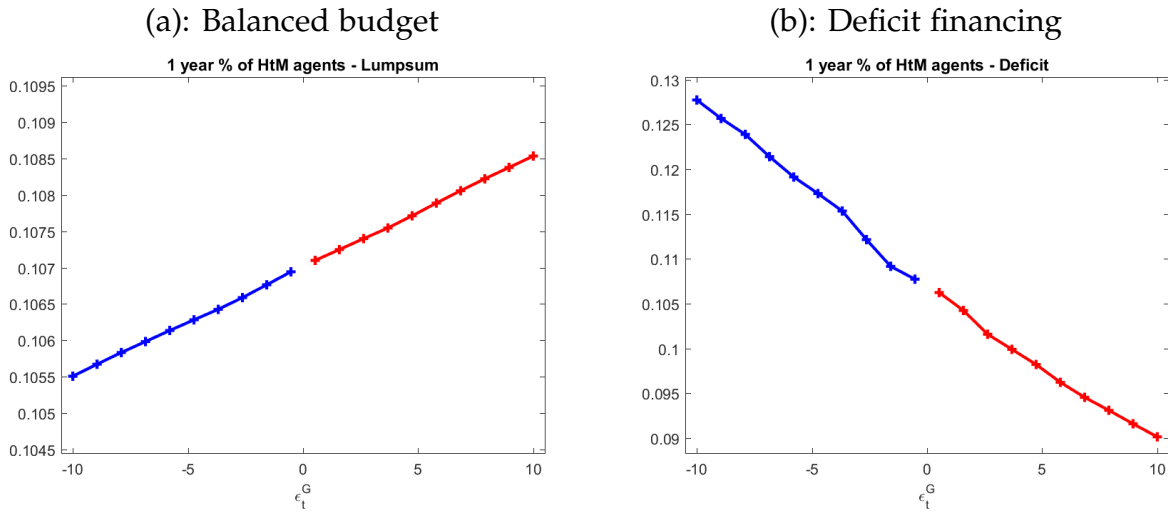 (a): Balanced budget
1 year % of HtM agents - Lumpsum
0.1095
0.109
0.1085
0.108
0.1075
0.107
0.1065
0.106
0.1055
0.105
0.1045
-10 -5 0 5 10
ϵ_t^G
(b): Deficit financing
1 year % of HtM agents - Deficit
0.13
0.125
0.12
0.115
0.11
0.105
0.1
0.095
0.09
-10 -5 0 5 10
ϵ_t^G